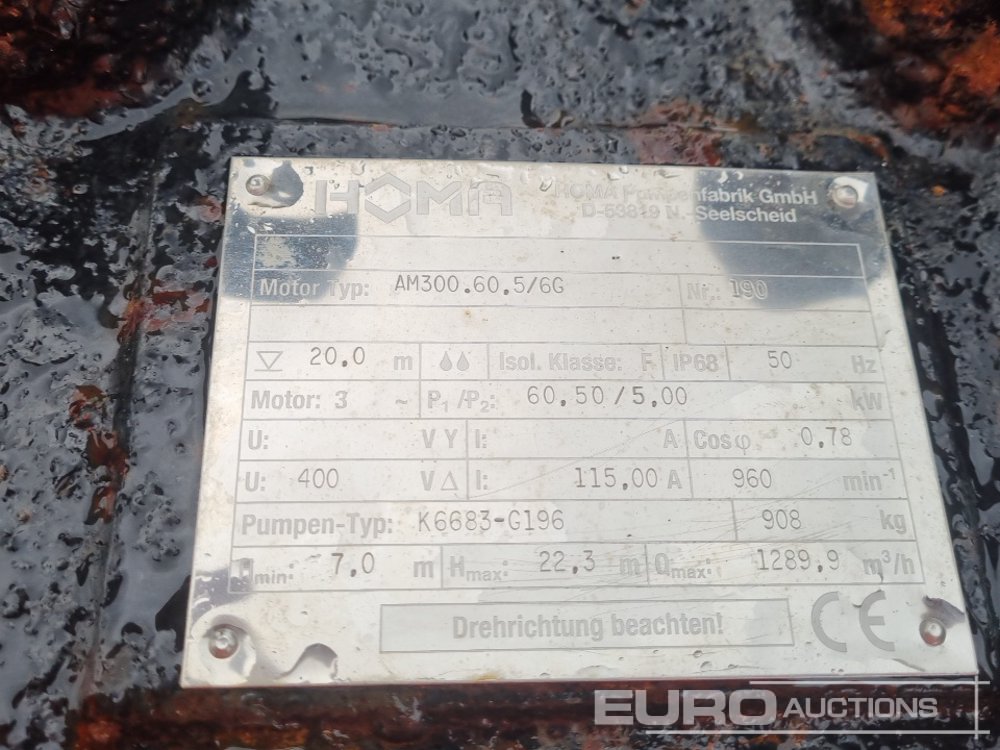 HOMA HOMA Pumpenfabrik GmbH
D-53819 N.-Seelscheid
Motor Typ: AM300.60.5/6G Nr.: 190
▽ 20,0 m Isol. Klasse: F IP68 50 Hz
Motor: 3 ~ P1/P2: 60,50/5,00 kW
U: V Y I: A Cosφ 0,78
U: 400 V Δ I: 115,00 A 960 min-1
Pumpen-Typ: K6683-G196 908 kg
Hmin: 7,0 m Hmax: 22,3 m Qmax: 1289,9 m³/h
Drehrichtung beachten! CE
EURO AUCTIONS